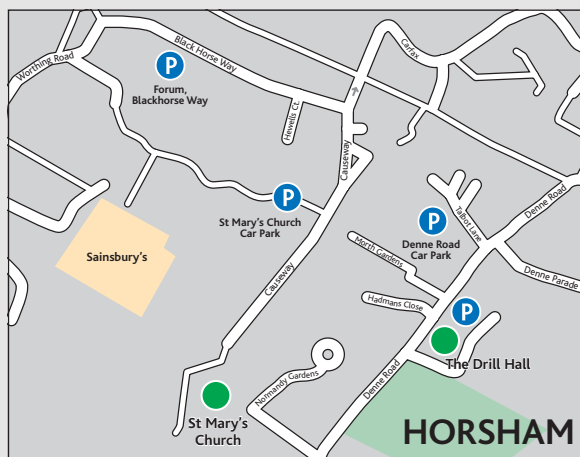 Worthing Road
Black Horse Way
Carfax
P
Forum,
Blackhorse Way
Hewells Ct.
Causeway
P
St Mary's Church
Car Park
P
Denne Road
Car Park
Talbot Lane
Denne Road
Sainsbury's
Causeway
Morth Gardens
Denne Parade
Hadmans Close
P
The Drill Hall
Normandy Gardens
Denne Road
St Mary's
Church
HORSHAM